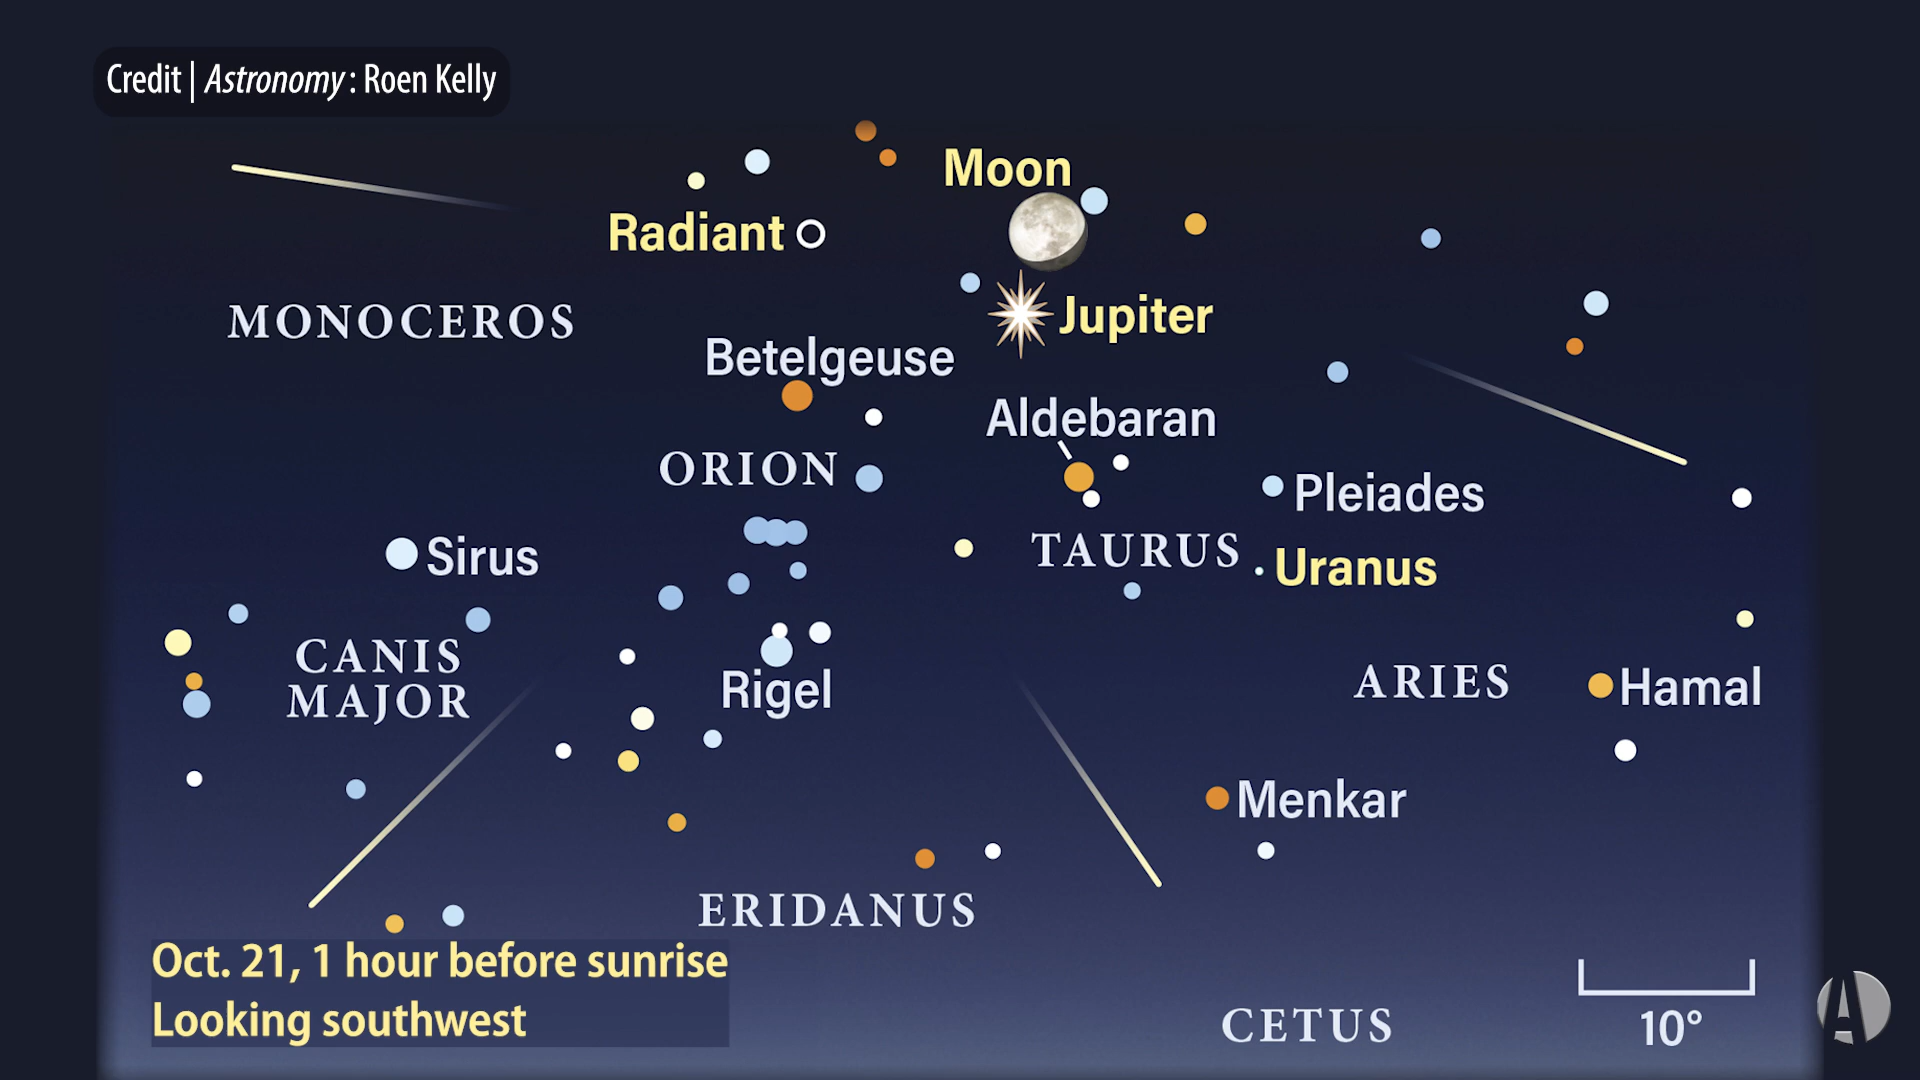 Credit | Astronomy: Roen Kelly
Moon
Radiant
MONOCEROS
Jupiter
Betelgeuse
Aldebaran
ORION
Pleiades
Sirus
TAURUS
Uranus
CANIS
MAJOR
Rigel
ARIES
Hamal
Menkar
ERIDANUS
Oct. 21, 1 hour before sunrise
Looking southwest
CETUS
10°
A